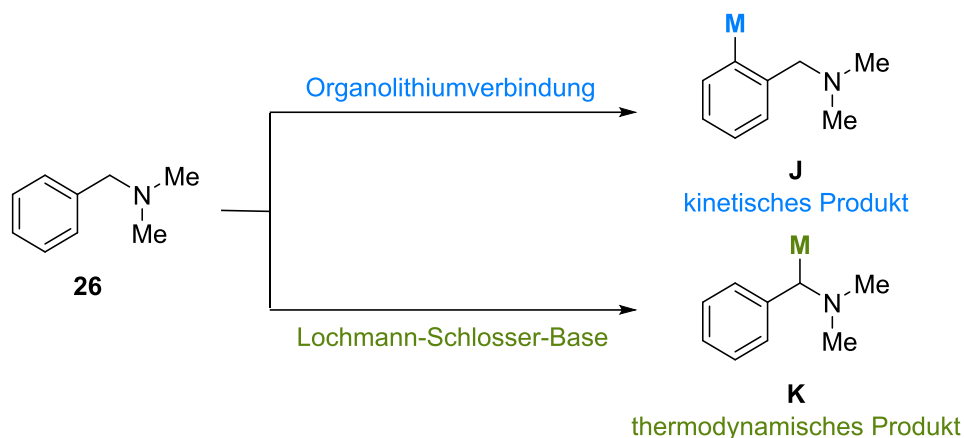 M
Organolithiumverbindung
N
Me
Me
J
kinetisches Produkt
N
Me
Me
26
M
Lochmann-Schlosser-Base
N
Me
Me
K
thermodynamisches Produkt